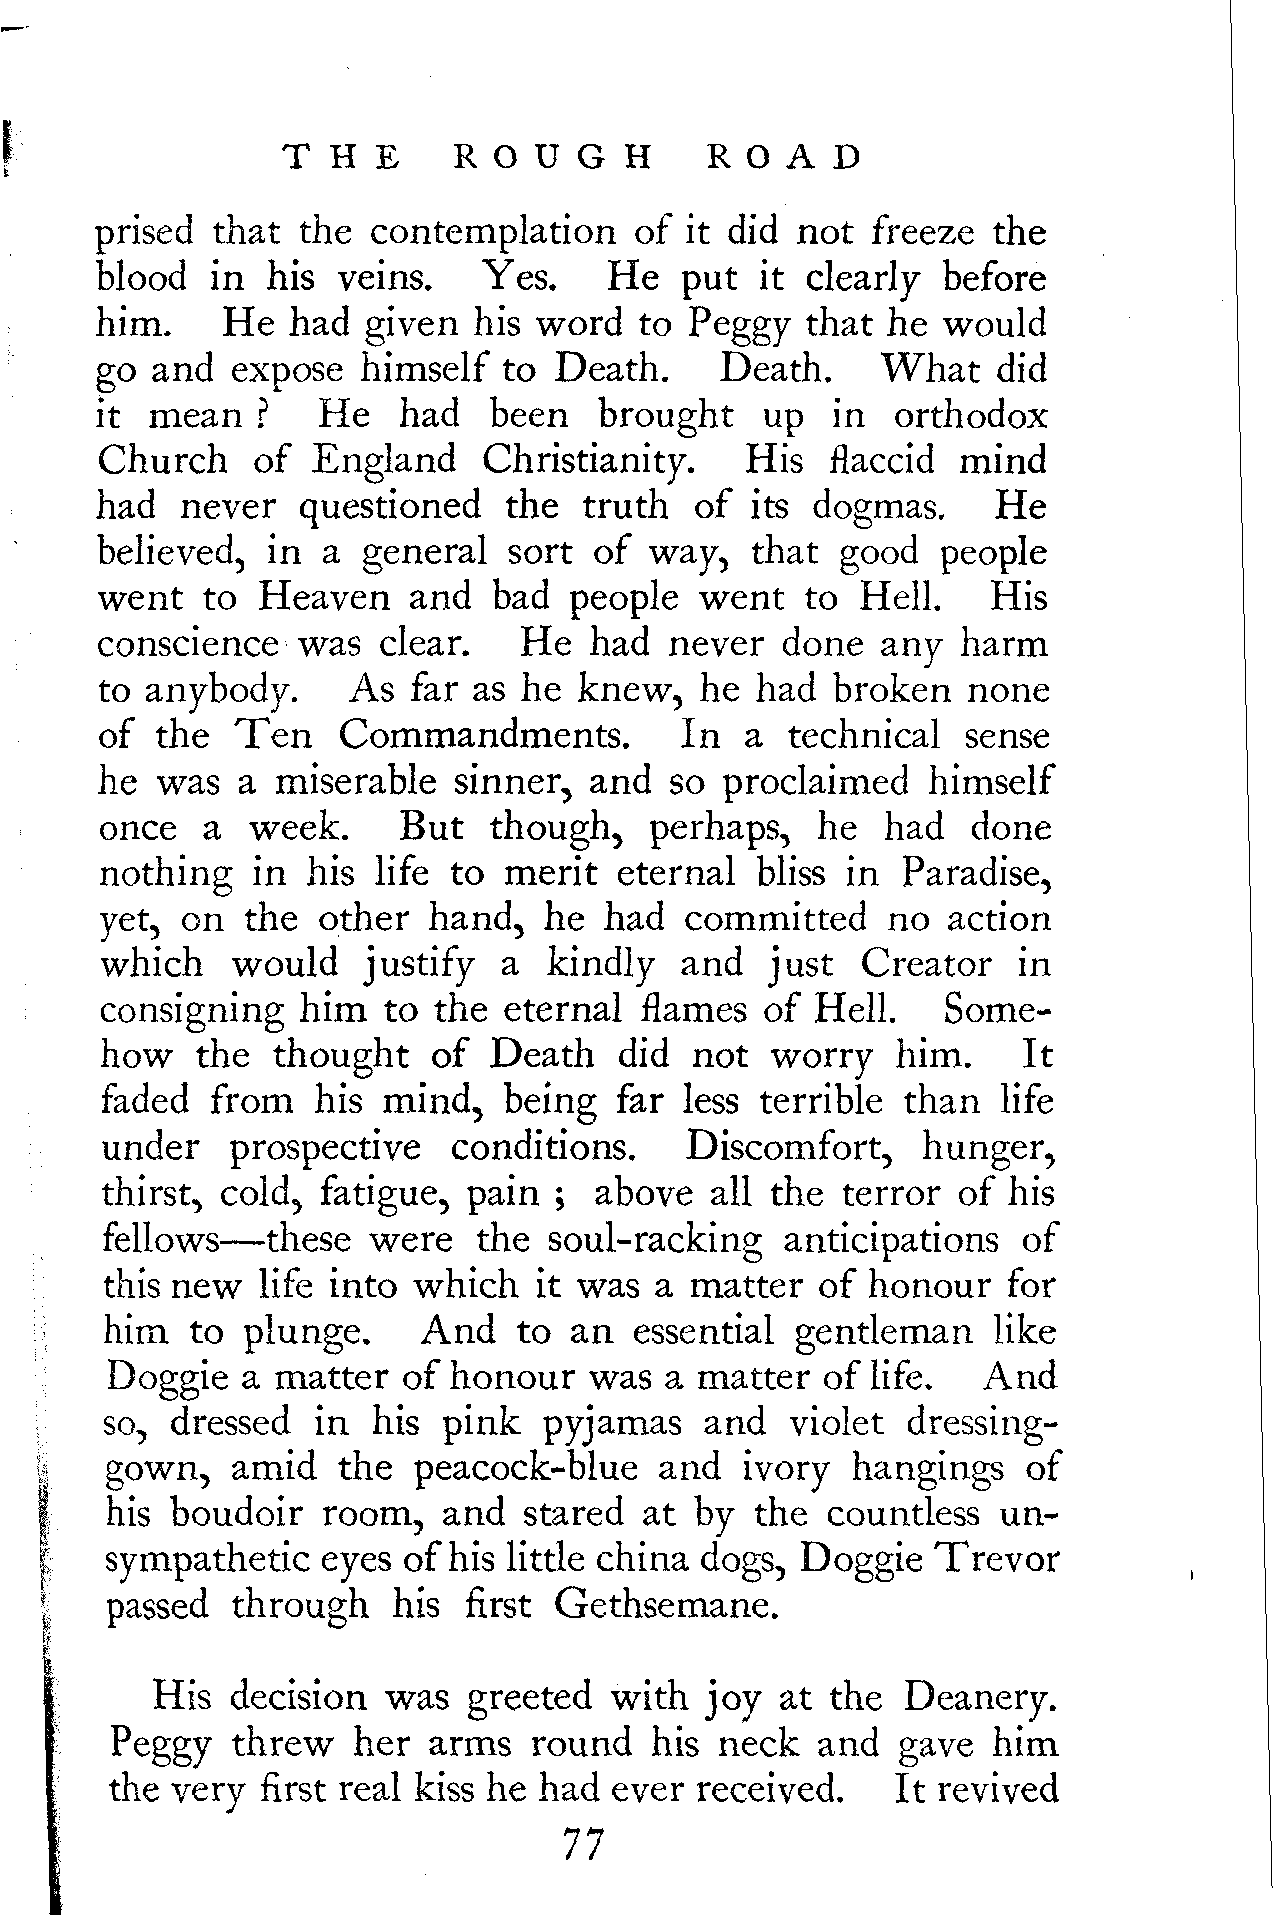 THE ROUGH ROAD
prised that the contemplation of it did not freeze the
blood in his veins. Yes. He put it clearly before
him. He had given his word to Peggy that he would
go and expose himself to Death. Death. What did
it mean ? He had been brought up in orthodox
Church of England Christianity. His flaccid mind
had never questioned the truth of its dogmas. He
believed, in a general sort of way, that good people
went to Heaven and bad people went to Hell. His
conscience was clear. He had never done any harm
to anybody. As far as he knew, he had broken none
of the Ten Commandments. In a technical sense
he was a miserable sinner, and so proclaimed himself
once a week. But though, perhaps, he had done
nothing in his life to merit eternal bliss in Paradise,
yet, on the other hand, he had committed no action
which would justify a kindly and just Creator in
consigning him to the eternal flames of Hell. Some-
how the thought of Death did not worry him. It
faded from his mind, being far less terrible than life
under prospective conditions. Discomfort, hunger,
thirst, cold, fatigue, pain ; above all the terror of his
fellows—these were the soul-racking anticipations of
this new life into which it was a matter of honour for
him to plunge. And to an essential gentleman like
Doggie a matter of honour was a matter of life. And
so, dressed in his pink pyjamas and violet dressing-
gown, amid the peacock-blue and ivory hangings of
his boudoir room, and stared at by the countless un-
sympathetic eyes of his little china dogs, Doggie Trevor
passed through his first Gethsemane.
His decision was greeted with joy at the Deanery.
Peggy threw her arms round his neck and gave him
the very first real kiss he had ever received. It revived
77